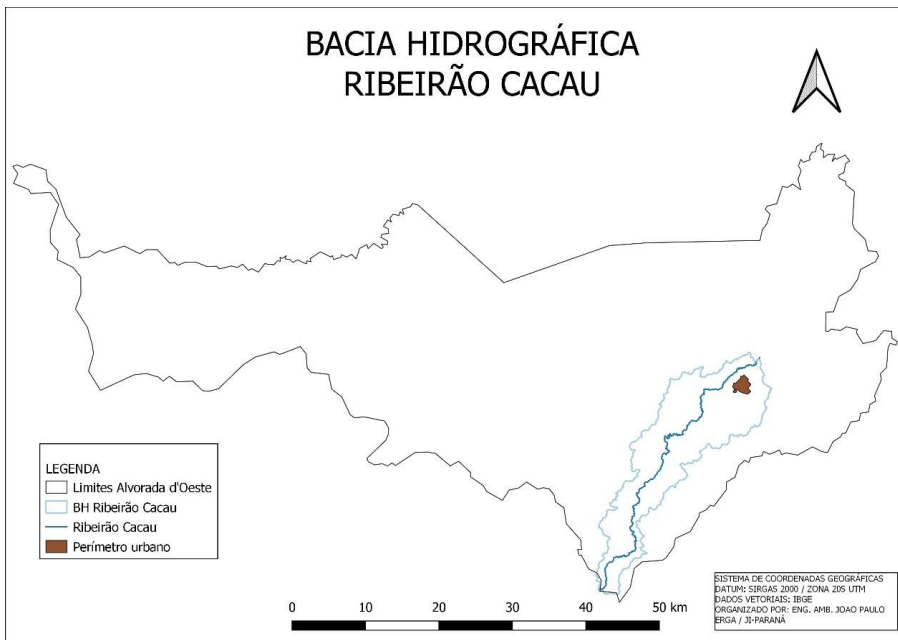 BACIA HIDROGRÁFICA
RIBEIRÃO CACAU
LEGENDA
Limites Alvorada d'Oeste
BH Ribeirão Cacau
Ribeirão Cacau
Perímetro urbano
0 10 20 30 40 50 km
SISTEMA DE COORDENADAS GEOGRÁFICAS
DATUM: SIRGAS 2000 / ZONA 20S UTM
DADOS VETORIAIS: IBGE
ORGANIZADO POR: ENG. AMB. JOAO PAULO
ERGA / JI-PARANÁ